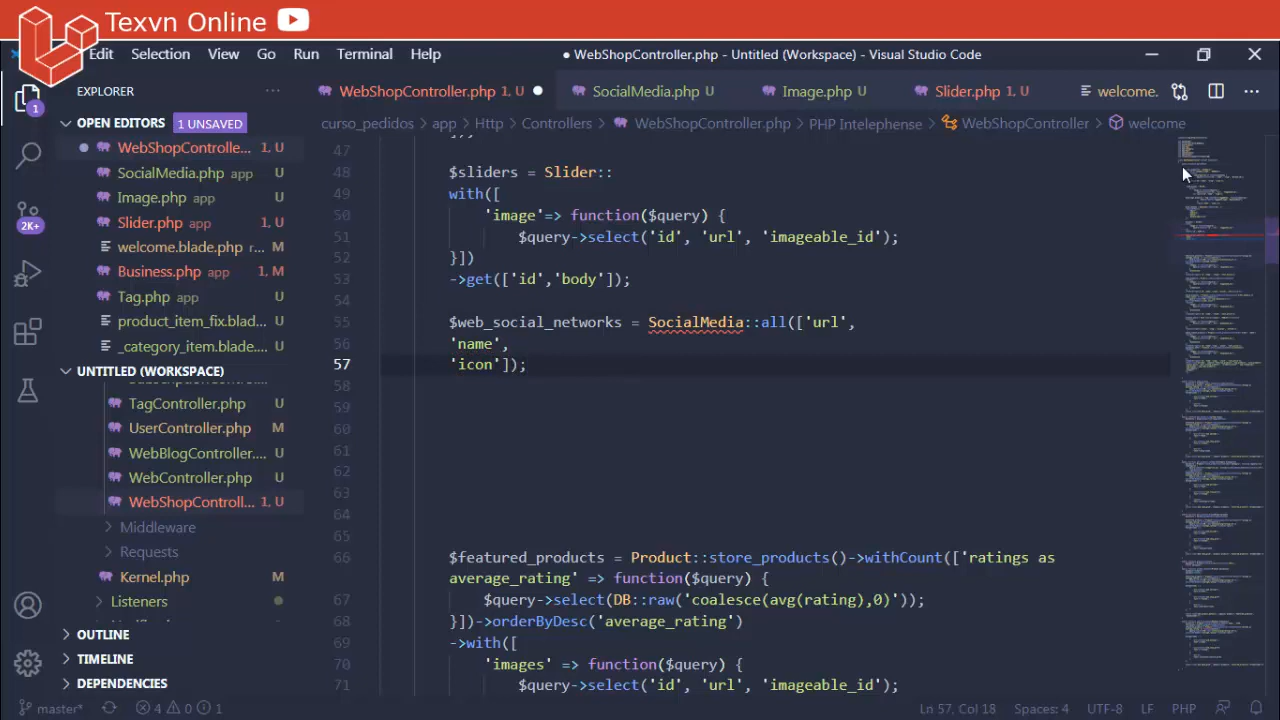 Texvn Online
Edit Selection View Go Run Terminal Help
● WebShopController.php - Untitled (Workspace) - Visual Studio Code
EXPLORER
WebShopController.php 1, U ●
SocialMedia.php U
Image.php U
Slider.php 1, U
welcome.
OPEN EDITORS 1 UNSAVED
curso_pedidos > app > Http > Controllers > WebShopController.php > PHP Intelephense > WebShopController > welcome
● WebShopControlle... 1, U
SocialMedia.php app U
Image.php app U
Slider.php app 1, U
welcome.blade.php r... M
Business.php app 1, M
Tag.php app U
product_item_fix.blad... U
_category_item.blade.... U
UNTITLED (WORKSPACE)
TagController.php U
UserController.php M
WebBlogController.... U
WebController.php U
WebShopControll... 1, U
Middleware
Requests
Kernel.php M
Listeners
OUTLINE
TIMELINE
DEPENDENCIES
1
2K+
47
48 $sliders = Slider::
49 with([
50 'image'=> function($query) {
51 $query->select('id', 'url', 'imageable_id');
52 }])
53 ->get(['id','body']);
54
55 $web_social_networks = SocialMedia::all(['url',
56 'name',
57 'icon']);
58
59
60
61
62
63
64
65
66 $featured_products = Product::store_products()->withCount(['ratings as
average_rating' => function($query) {
67 $query->select(DB::raw('coalesce(avg(rating),0)'));
68 }])->orderByDesc('average_rating')
69 ->with([
70 'images' => function($query) {
71 $query->select('id', 'url', 'imageable_id');
master* 4 0 1
Ln 57, Col 18 Spaces: 4 UTF-8 LF PHP